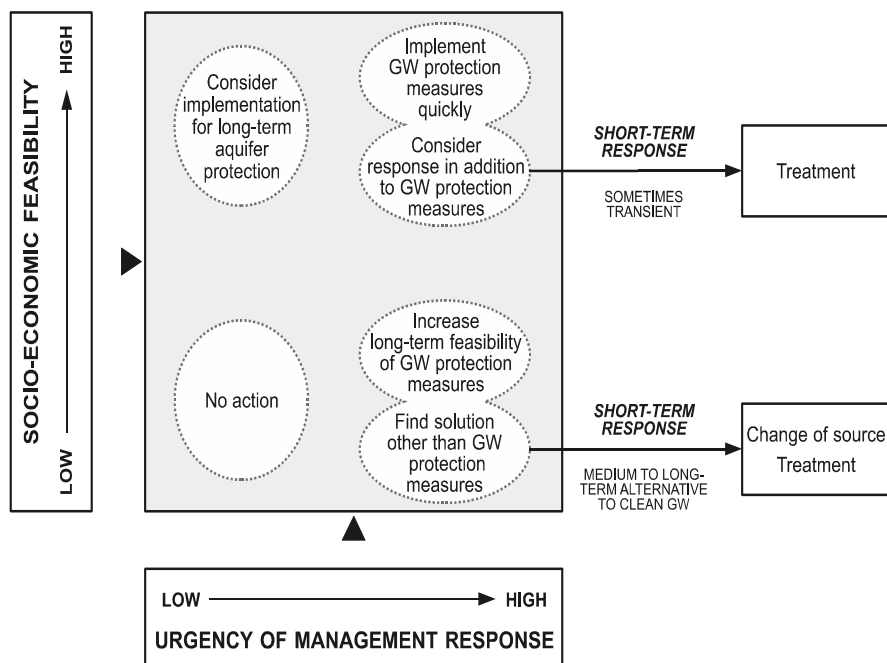 SOCIO-ECONOMIC FEASIBILITY
HIGH
LOW
Consider
implementation
for long-term
aquifer
protection
Implement
GW protection
measures
quickly
Consider
response in addition
to GW protection
measures
SHORT-TERM
RESPONSE
SOMETIMES
TRANSIENT
Treatment
No action
Increase
long-term feasibility
of GW protection
measures
Find solution
other than GW
protection
measures
SHORT-TERM
RESPONSE
MEDIUM TO LONG-
TERM ALTERNATIVE
TO CLEAN GW
Change of source
Treatment
LOW
HIGH
URGENCY OF MANAGEMENT RESPONSE